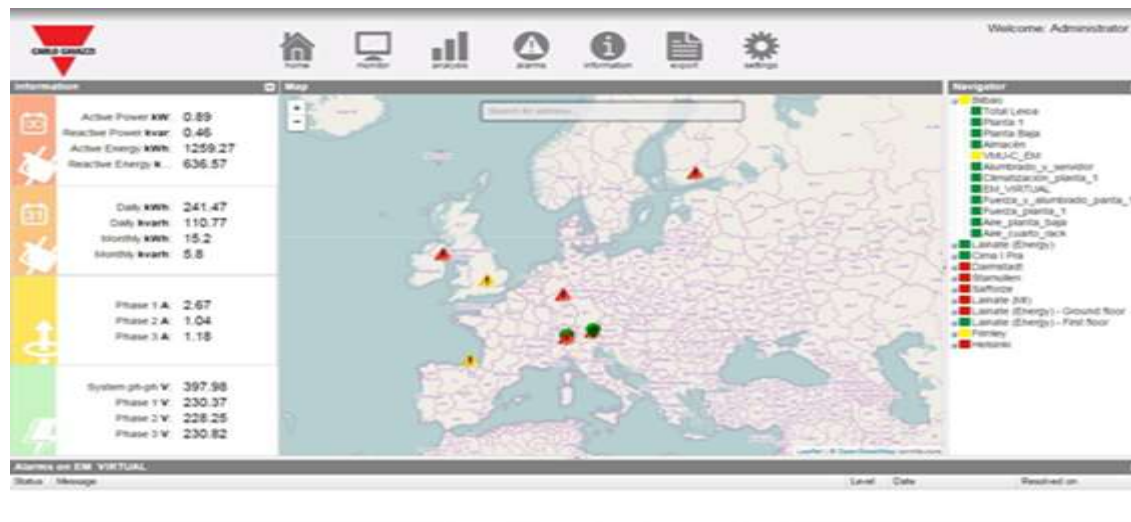 Welcome: Administrator
CARLO GAVAZZI
home
monitor
analysis
alarms
information
export
settings
Information
Map
Navigator
Active Power kW: 0.89
Reactive Power kvar: 0.46
Active Energy kWh: 1259.27
Reactive Energy k... 636.57
Daily kWh: 241.47
Daily kvarh: 110.77
Monthly kWh: 15.2
Monthly kvarh: 5.8
Phase 1 A: 2.67
Phase 2 A: 1.04
Phase 3 A: 1.18
System ph-ph V: 397.98
Phase 1 V: 230.37
Phase 2 V: 228.25
Phase 3 V: 230.82
+
-
Search for address...
Bilbao
Total Leioa
Planta 1
Planta Baja
Almacén
VMU-C_EM
Alumbrado_y_servidor
Climatización_planta_1
EM_VIRTUAL
Fuerza_y_alumbrado_panta_1
Fuerza_planta_1
Aire_planta_baja
Aire_cuarto_rack
Lainate (Energy)
Cima I Pra
Darmstadt
Stamullen
Lainate (MI)
Lainate (Energy) - Ground floor
Lainate (Energy) - First floor
Frimley
Helsinki
Leaflet | © OpenStreetMap contributors
Alarms on EM_VIRTUAL
Status Message Level Date Resolved on